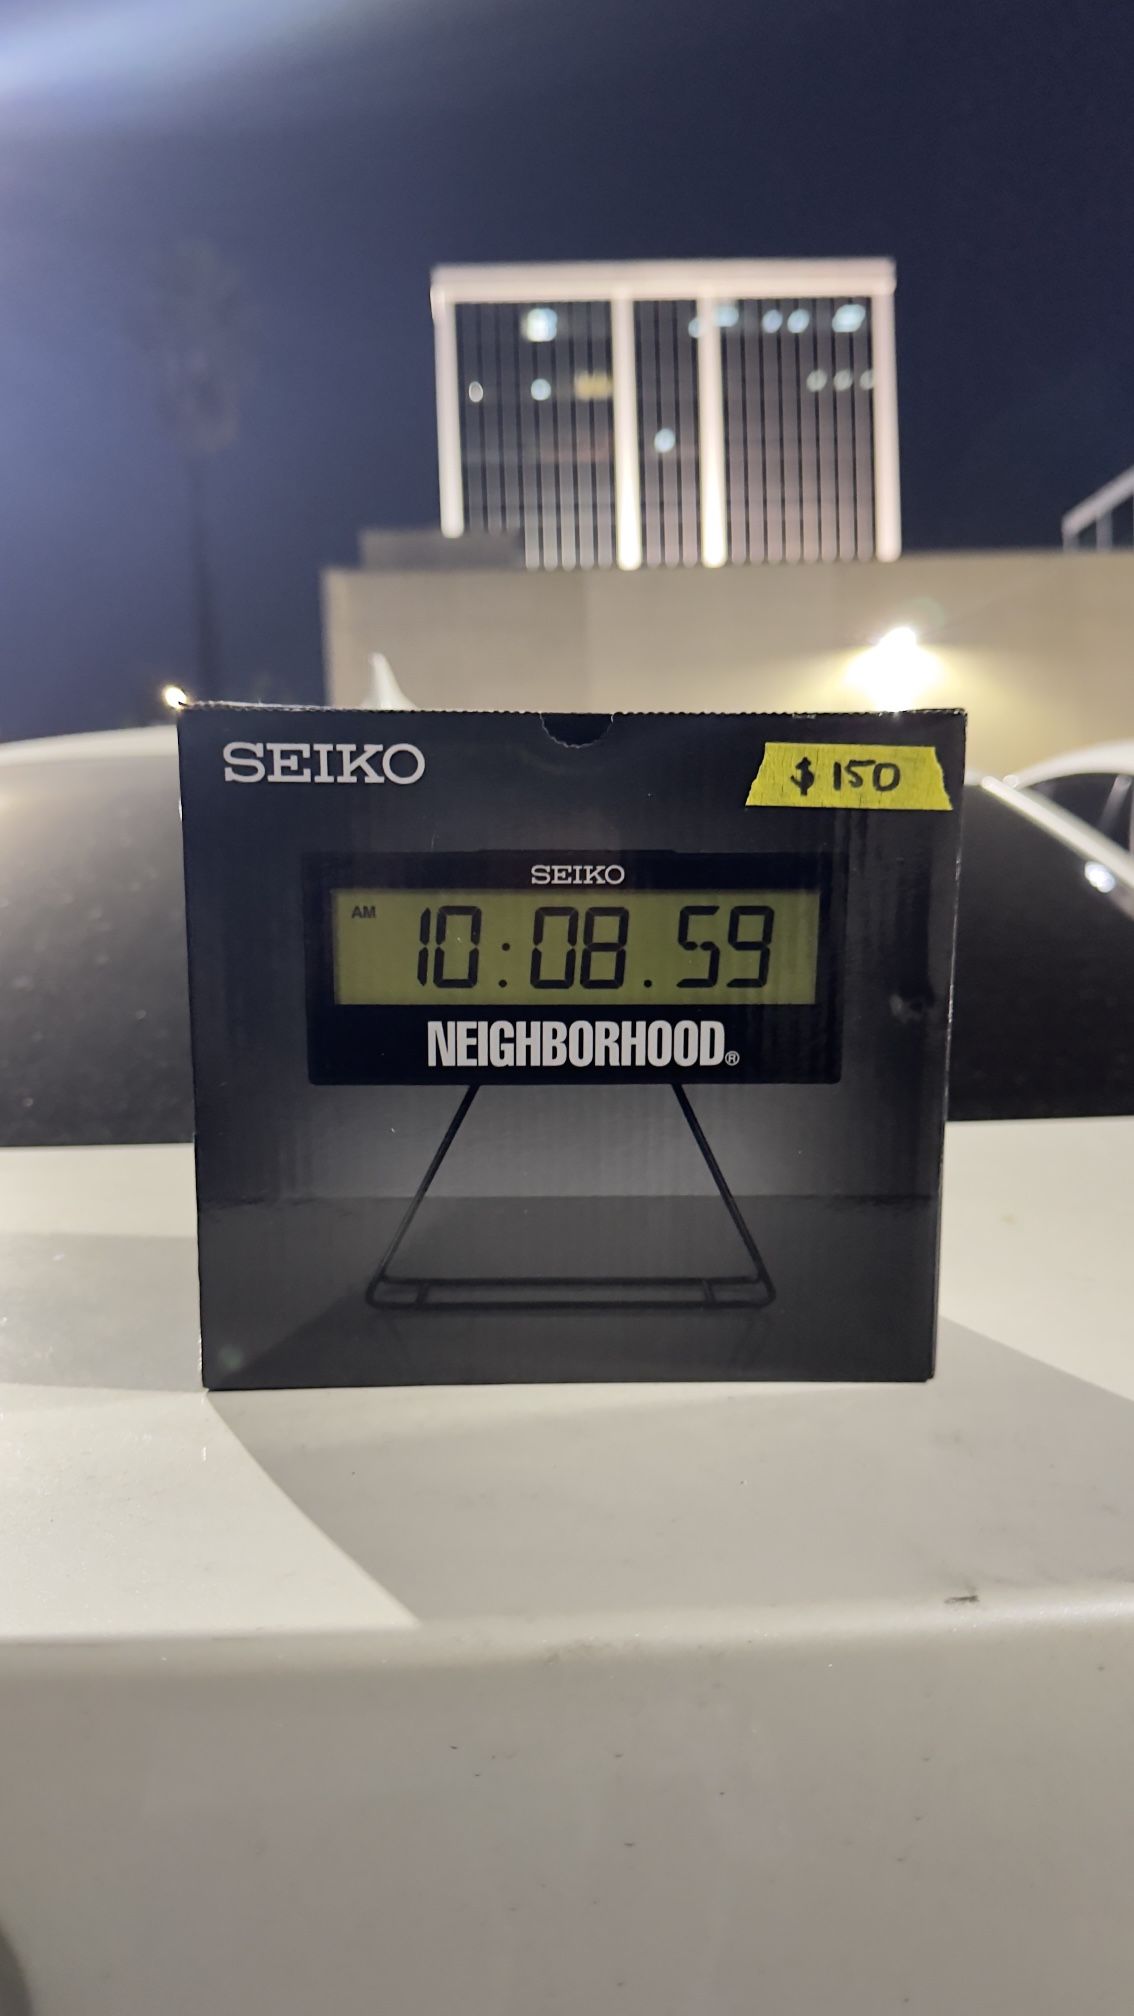 SEIKO
$ 150
SEIKO
AM 10:08.59
NEIGHBORHOOD®